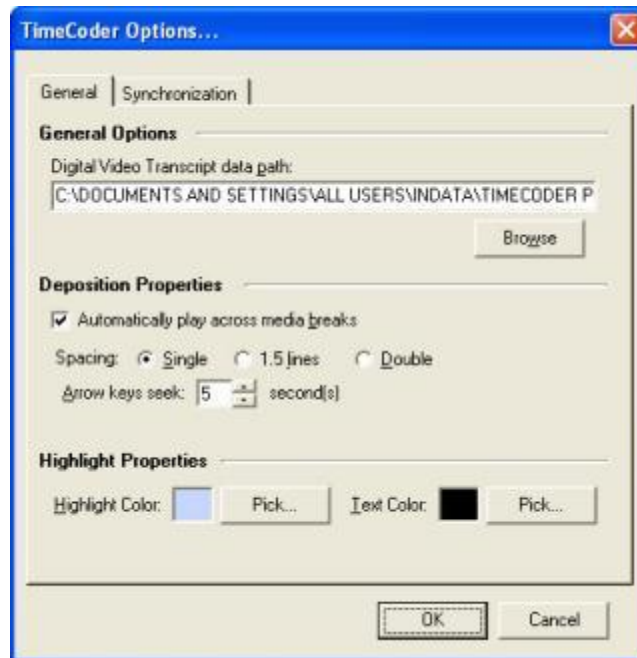 TimeCoder Options...
General Synchronization
General Options
Digital Video Transcript data path:
C:\DOCUMENTS AND SETTINGS\ALL USERS\INDATA\TIMECODER P
Browse
Deposition Properties
Automatically play across media breaks
Spacing: Single 1.5 lines Double
Arrow keys seek: 5 second(s)
Highlight Properties
Highlight Color: Pick... Text Color: Pick...
OK Cancel